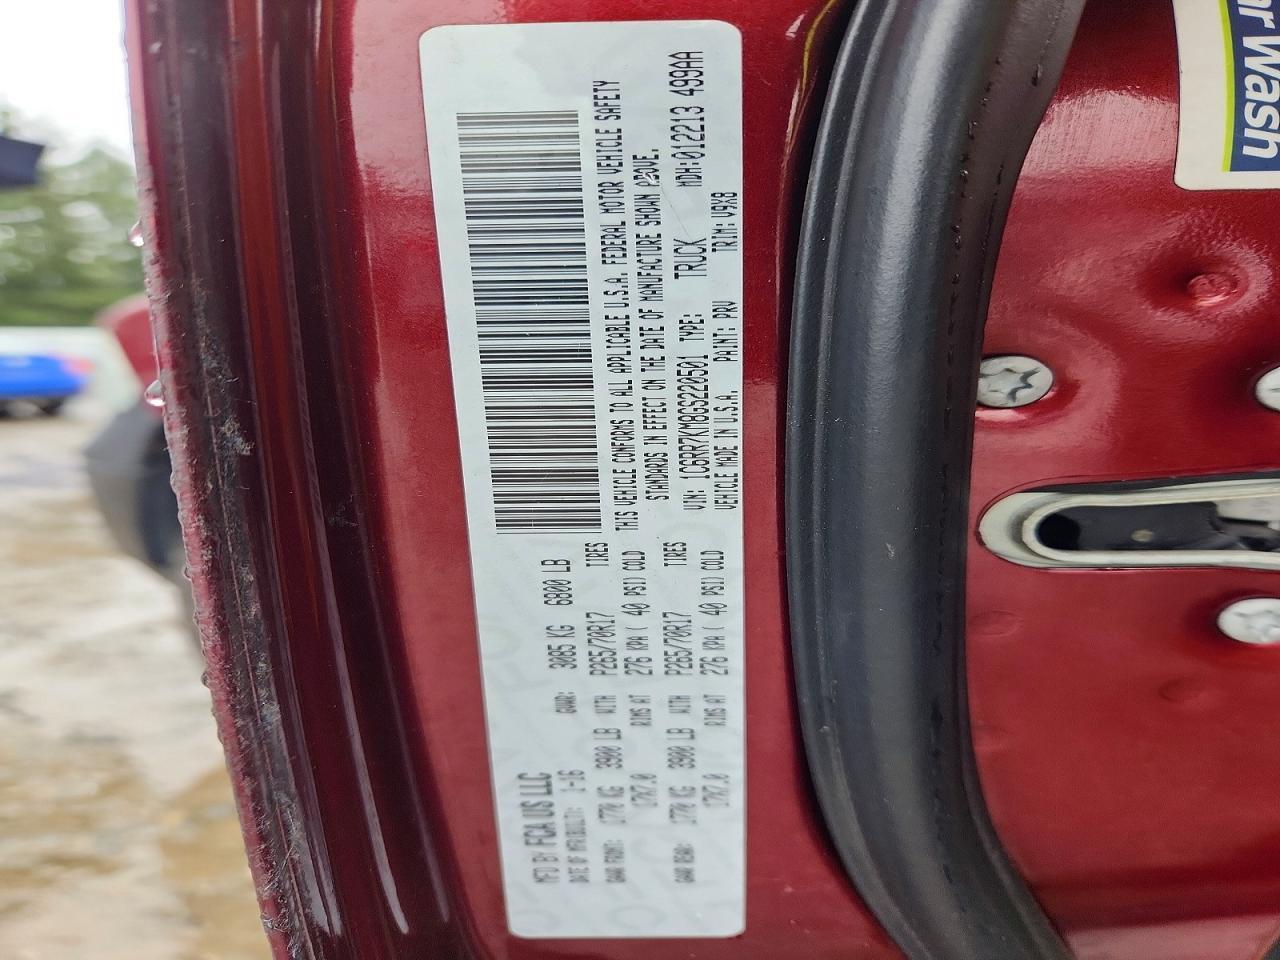 MFD BY FCA US LLC
DATE OF MFR(BUILT): 1-16 GVWR: 3085 KG 6800 LB
GAWR FRONT: 1770 KG 3900 LB WITH P265/70R17 TIRES
17X7.0 RIMS AT 276 KPA ( 40 PSI) COLD
GAWR REAR: 1770 KG 3900 LB WITH P265/70R17 TIRES
17X7.0 RIMS AT 276 KPA ( 40 PSI) COLD
THIS VEHICLE CONFORMS TO ALL APPLICABLE U.S.A. FEDERAL MOTOR VEHICLE SAFETY
STANDARDS IN EFFECT ON THE DATE OF MANUFACTURE SHOWN ABOVE.
VIN: 1C6RR7KM8GS220501 TYPE: TRUCK MDH:012213 499AA
VEHICLE MADE IN U.S.A. PAINT: PRV TRIM: V9X8
ar Wash